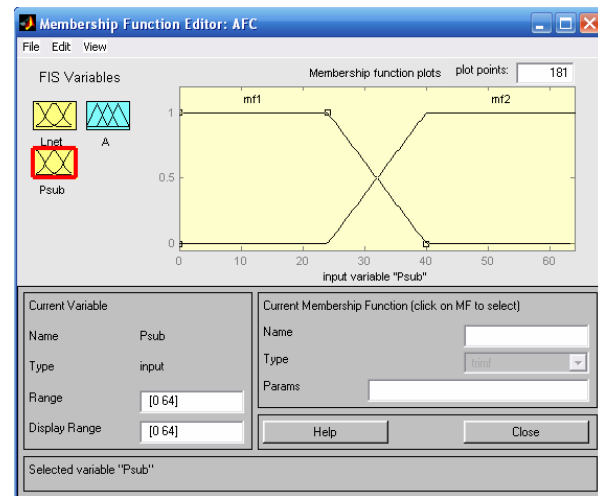 Membership Function Editor: AFC
File Edit View
FIS Variables
Membership function plots plot points: 181
mf1 mf2
1
Lnet A
0.5
Psub
0
0 10 20 30 40 50 60
input variable "Psub"
Current Variable
Current Membership Function (click on MF to select)
Name Psub
Name
Type input
Type trimf
Params
Range [0 64]
Display Range [0 64]
Help Close
Selected variable "Psub"